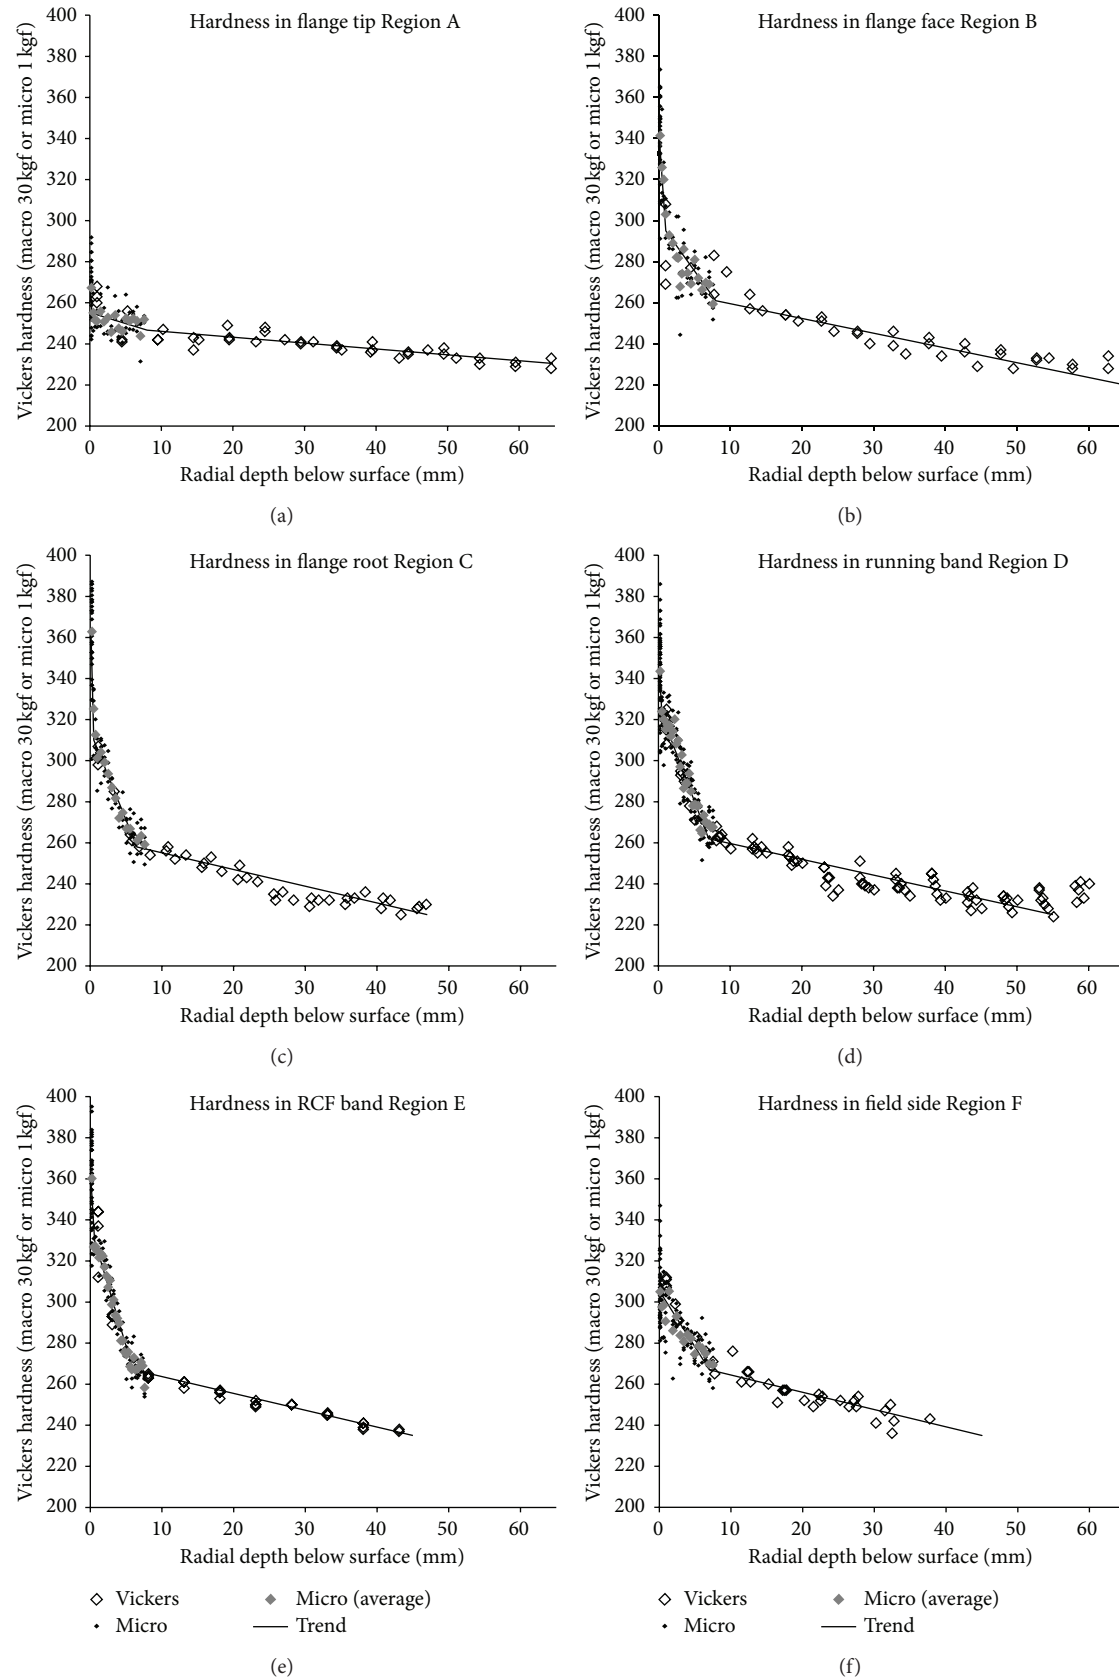 Hardness in flange tip Region A
Vickers hardness (macro 30 kgf or micro 1 kgf)
400
380
360
340
320
300
280
260
240
220
200
0 10 20 30 40 50 60
Radial depth below surface (mm)
(a)
Hardness in flange face Region B
Vickers hardness (macro 30 kgf or micro 1 kgf)
400
380
360
340
320
300
280
260
240
220
200
0 10 20 30 40 50 60
Radial depth below surface (mm)
(b)
Hardness in flange root Region C
Vickers hardness (macro 30 kgf or micro 1 kgf)
400
380
360
340
320
300
280
260
240
220
200
0 10 20 30 40 50 60
Radial depth below surface (mm)
(c)
Hardness in running band Region D
Vickers hardness (macro 30 kgf or micro 1 kgf)
400
380
360
340
320
300
280
260
240
220
200
0 10 20 30 40 50 60
Radial depth below surface (mm)
(d)
Hardness in RCF band Region E
Vickers hardness (macro 30 kgf or micro 1 kgf)
400
380
360
340
320
300
280
260
240
220
200
0 10 20 30 40 50 60
Radial depth below surface (mm)
Vickers Micro (average)
Micro Trend
(e)
Hardness in field side Region F
Vickers hardness (macro 30 kgf or micro 1 kgf)
400
380
360
340
320
300
280
260
240
220
200
0 10 20 30 40 50 60
Radial depth below surface (mm)
Vickers Micro (average)
Micro Trend
(f)